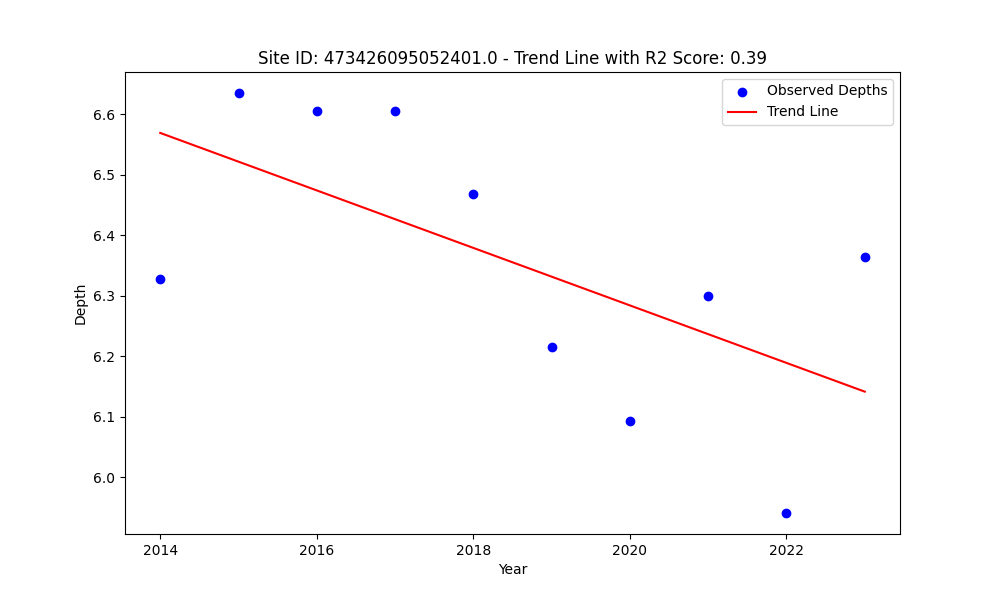 Site ID: 473426095052401.0 - Trend Line with R2 Score: 0.39
Observed Depths
Trend Line
6.6
6.5
6.4
6.3
6.2
6.1
6.0
Depth
2014 2016 2018 2020 2022
Year